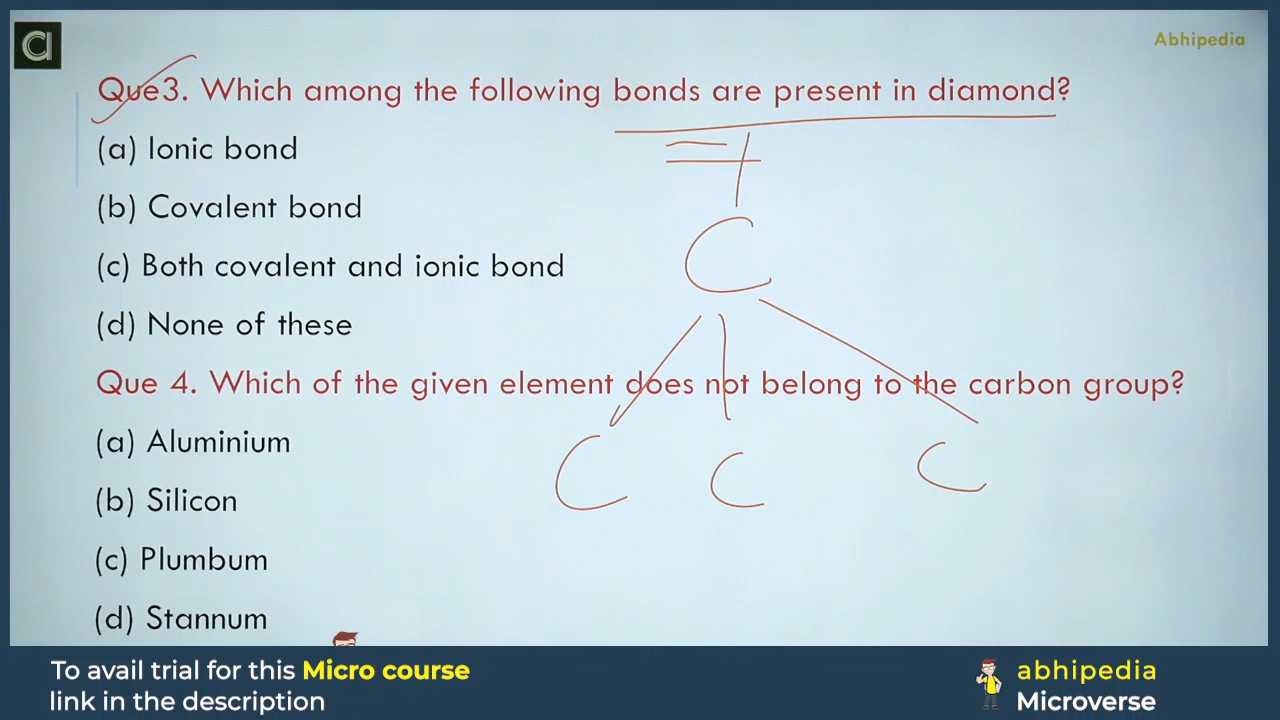 Abhipedia
Que3. Which among the following bonds are present in diamond?
(a) Ionic bond
(b) Covalent bond
(c) Both covalent and ionic bond
(d) None of these
C
Que 4. Which of the given element does not belong to the carbon group?
(a) Aluminium
C C C
(b) Silicon
(c) Plumbum
(d) Stannum
To avail trial for this Micro course
link in the description
abhipedia
Microverse